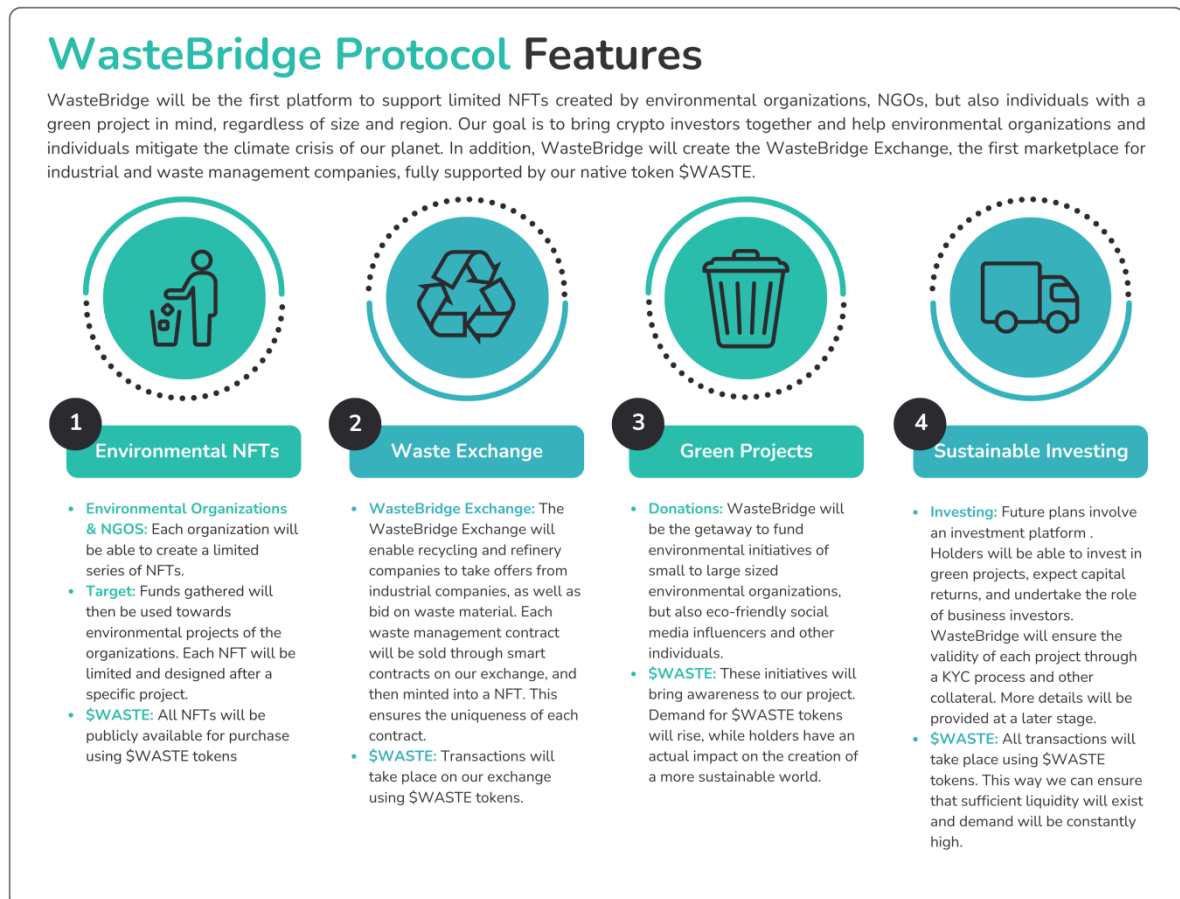 WasteBridge Protocol Features
WasteBridge will be the first platform to support limited NFTs created by environmental organizations, NGOs, but also individuals with a
green project in mind, regardless of size and region. Our goal is to bring crypto investors together and help environmental organizations and
individuals mitigate the climate crisis of our planet. In addition, WasteBridge will create the WasteBridge Exchange, the first marketplace for
industrial and waste management companies, fully supported by our native token $WASTE.
1
Environmental NFTs
• Environmental Organizations
& NGOS: Each organization will
be able to create a limited
series of NFTs.
• Target: Funds gathered will
then be used towards
environmental projects of the
organizations. Each NFT will be
limited and designed after a
specific project.
• $WASTE: All NFTs will be
publicly available for purchase
using $WASTE tokens
2
Waste Exchange
• WasteBridge Exchange: The
WasteBridge Exchange will
enable recycling and refinery
companies to take offers from
industrial companies, as well as
bid on waste material. Each
waste management contract
will be sold through smart
contracts on our exchange, and
then minted into a NFT. This
ensures the uniqueness of each
contract.
• $WASTE: Transactions will
take place on our exchange
using $WASTE tokens.
3
Green Projects
• Donations: WasteBridge will
be the getaway to fund
environmental initiatives of
small to large sized
environmental organizations,
but also eco-friendly social
media influencers and other
individuals.
• $WASTE: These initiatives will
bring awareness to our project.
Demand for $WASTE tokens
will rise, while holders have an
actual impact on the creation of
a more sustainable world.
4
Sustainable Investing
• Investing: Future plans involve
an investment platform .
Holders will be able to invest in
green projects, expect capital
returns, and undertake the role
of business investors.
WasteBridge will ensure the
validity of each project through
a KYC process and other
collateral. More details will be
provided at a later stage.
• $WASTE: All transactions will
take place using $WASTE
tokens. This way we can ensure
that sufficient liquidity will exist
and demand will be constantly
high.